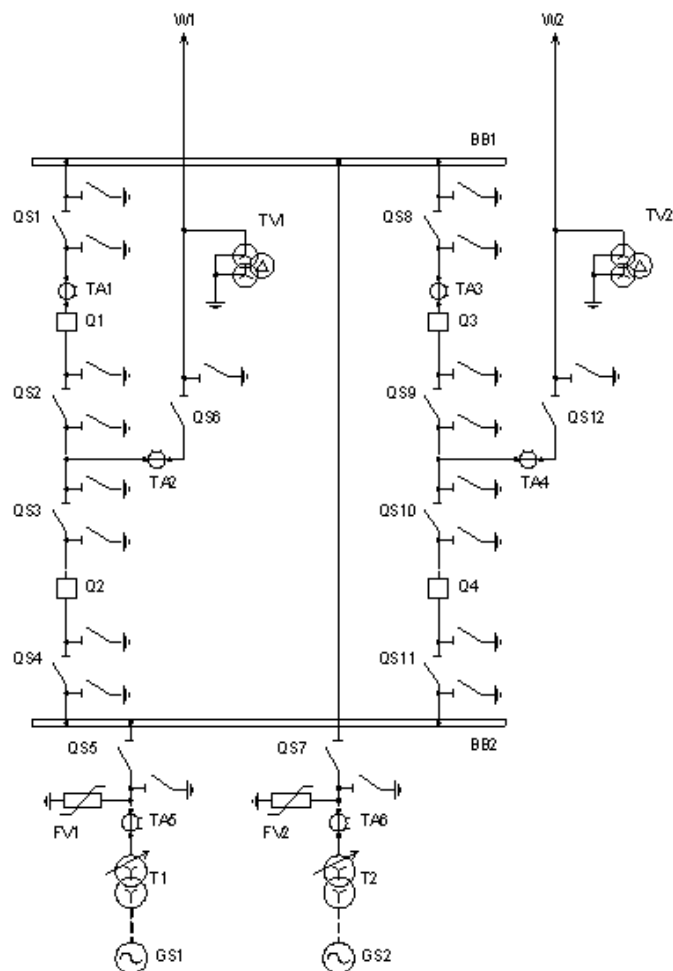 W1 W2
BB1
QS1 TV1 QS8 TV2
TA1 TA3
Q1 Q3
QS2 QS6 QS9 QS12
TA2 TA4
QS3 QS10
Q2 Q4
QS4 QS11
QS5 QS7 BB2
FV1 TA5 FV2 TA6
T1 T2
GS1 GS2